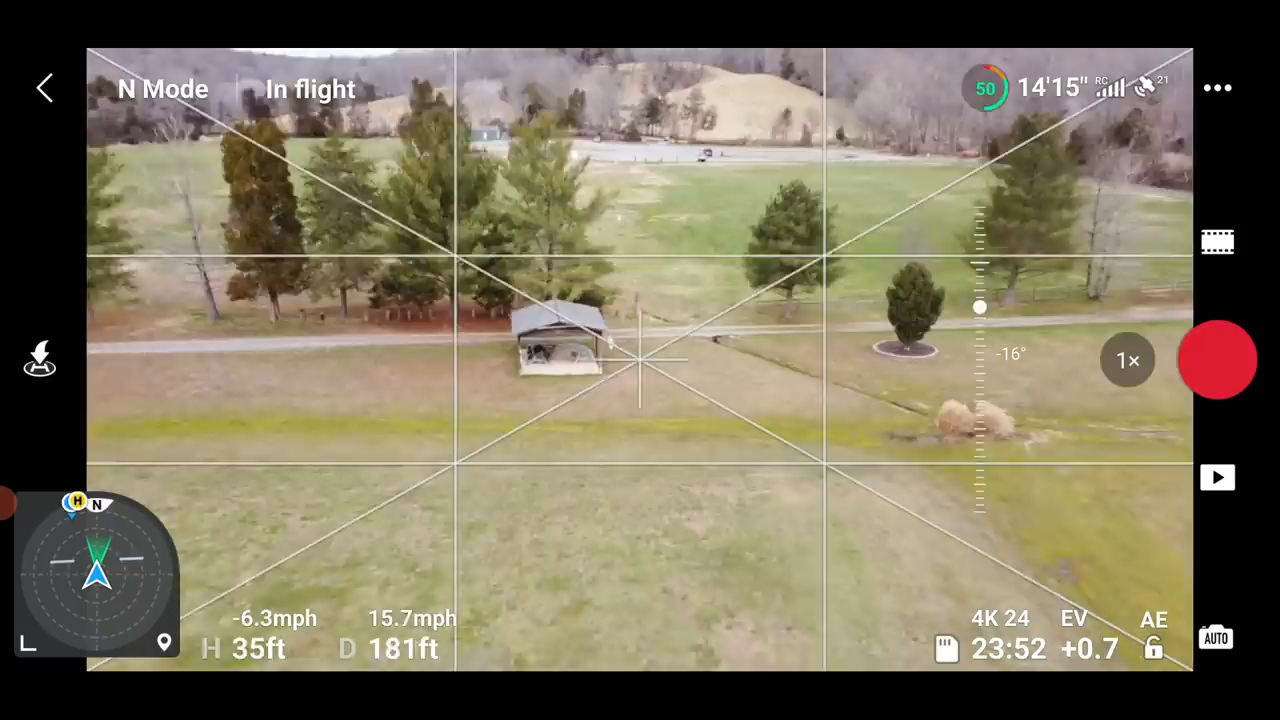 N Mode In flight
50 14'15" RC 21
-16°
1×
H N
-6.3mph 15.7mph
H 35ft D 181ft
4K 24 EV AE
23:52 +0.7
AUTO